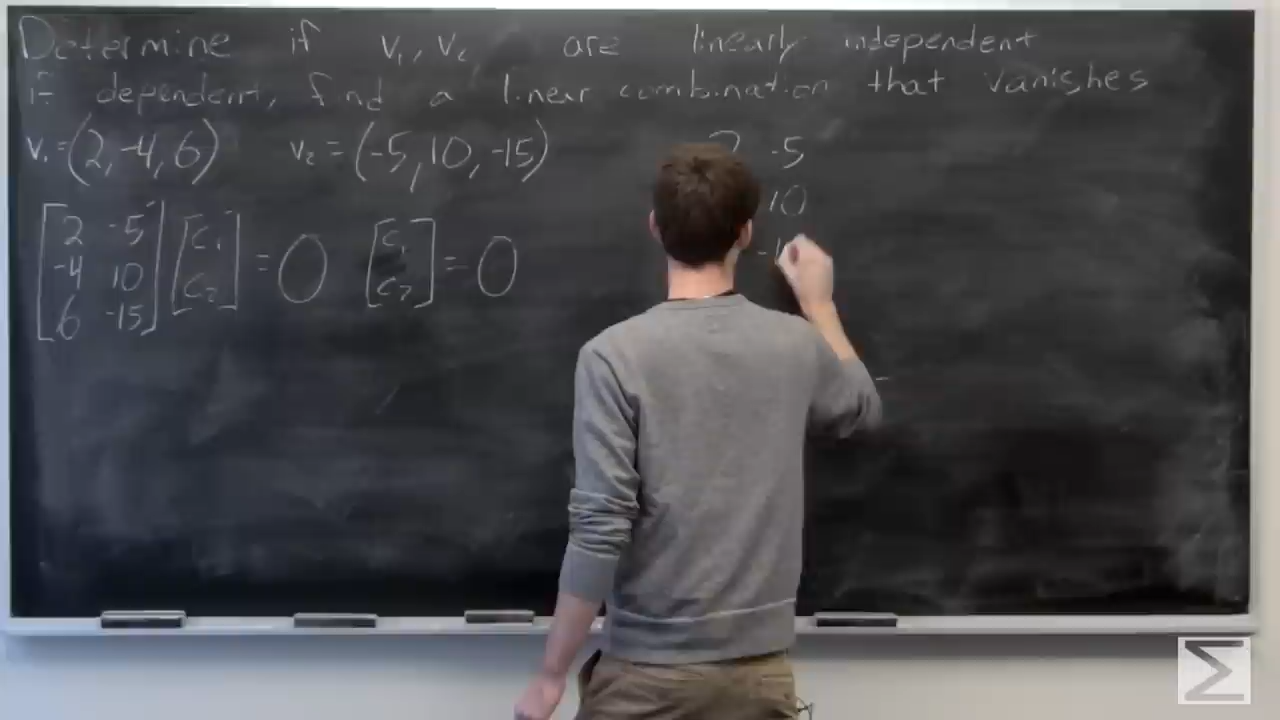 Determine if v₁, v₂ are linearly independent
if dependent, find a linear combination that vanishes
v₁=(2,-4,6) v₂=(-5,10,-15)
[2 -5] [c₁] =0 [c₁] =0
[-4 10] [c₂] [c₂]
[6 -15]
2 -5
10
Σ